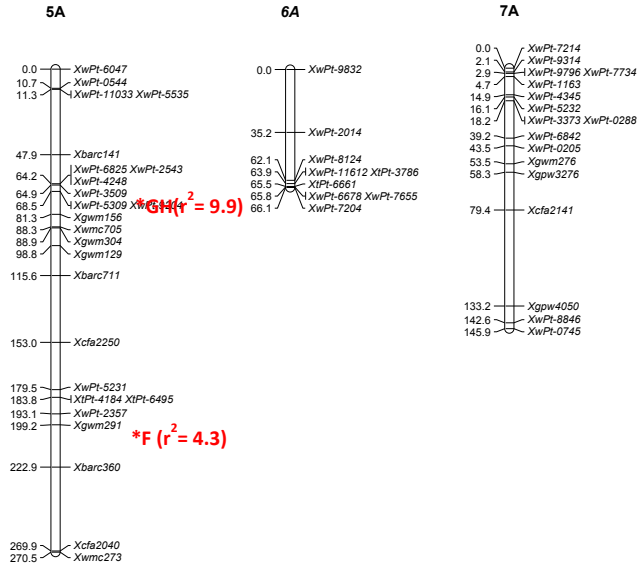 5A
0.0 XwPt-6047
10.7 XwPt-0544
11.3 XwPt-11033 XwPt-5535
47.9 Xbarc141
XwPt-6825 XwPt-2543
64.2 XwPt-4248
64.9 XwPt-3509
68.5 XwPt-5309
*GH(r2 = 9.9)
81.3 Xgwm156
88.3 Xwmc705
88.9 Xgwm304
98.8 Xgwm129
115.6 Xbarc711
153.0 Xcfa2250
179.5 XwPt-5231
183.8 XtPt-4184 XtPt-6495
193.1 XwPt-2357
199.2 Xgwm291
*F (r2 = 4.3)
222.9 Xbarc360
269.9 Xcfa2040
270.5 Xwmc273
6A
0.0 XwPt-9832
35.2 XwPt-2014
62.1 XwPt-8124
63.9 XwPt-11612 XtPt-3786
65.5 XtPt-6661
65.8 XwPt-6678 XwPt-7655
66.1 XwPt-7204
7A
0.0 XwPt-7214
2.1 XwPt-9314
2.9 XwPt-9796 XwPt-7734
4.7 XwPt-1163
14.9 XwPt-4345
16.1 XwPt-5232
18.2 XwPt-3373 XwPt-0288
39.2 XwPt-6842
43.5 XwPt-0205
53.5 Xgwm276
58.3 Xgpw3276
79.4 Xcfa2141
133.2 Xgpw4050
142.6 XwPt-8846
145.9 XwPt-0745